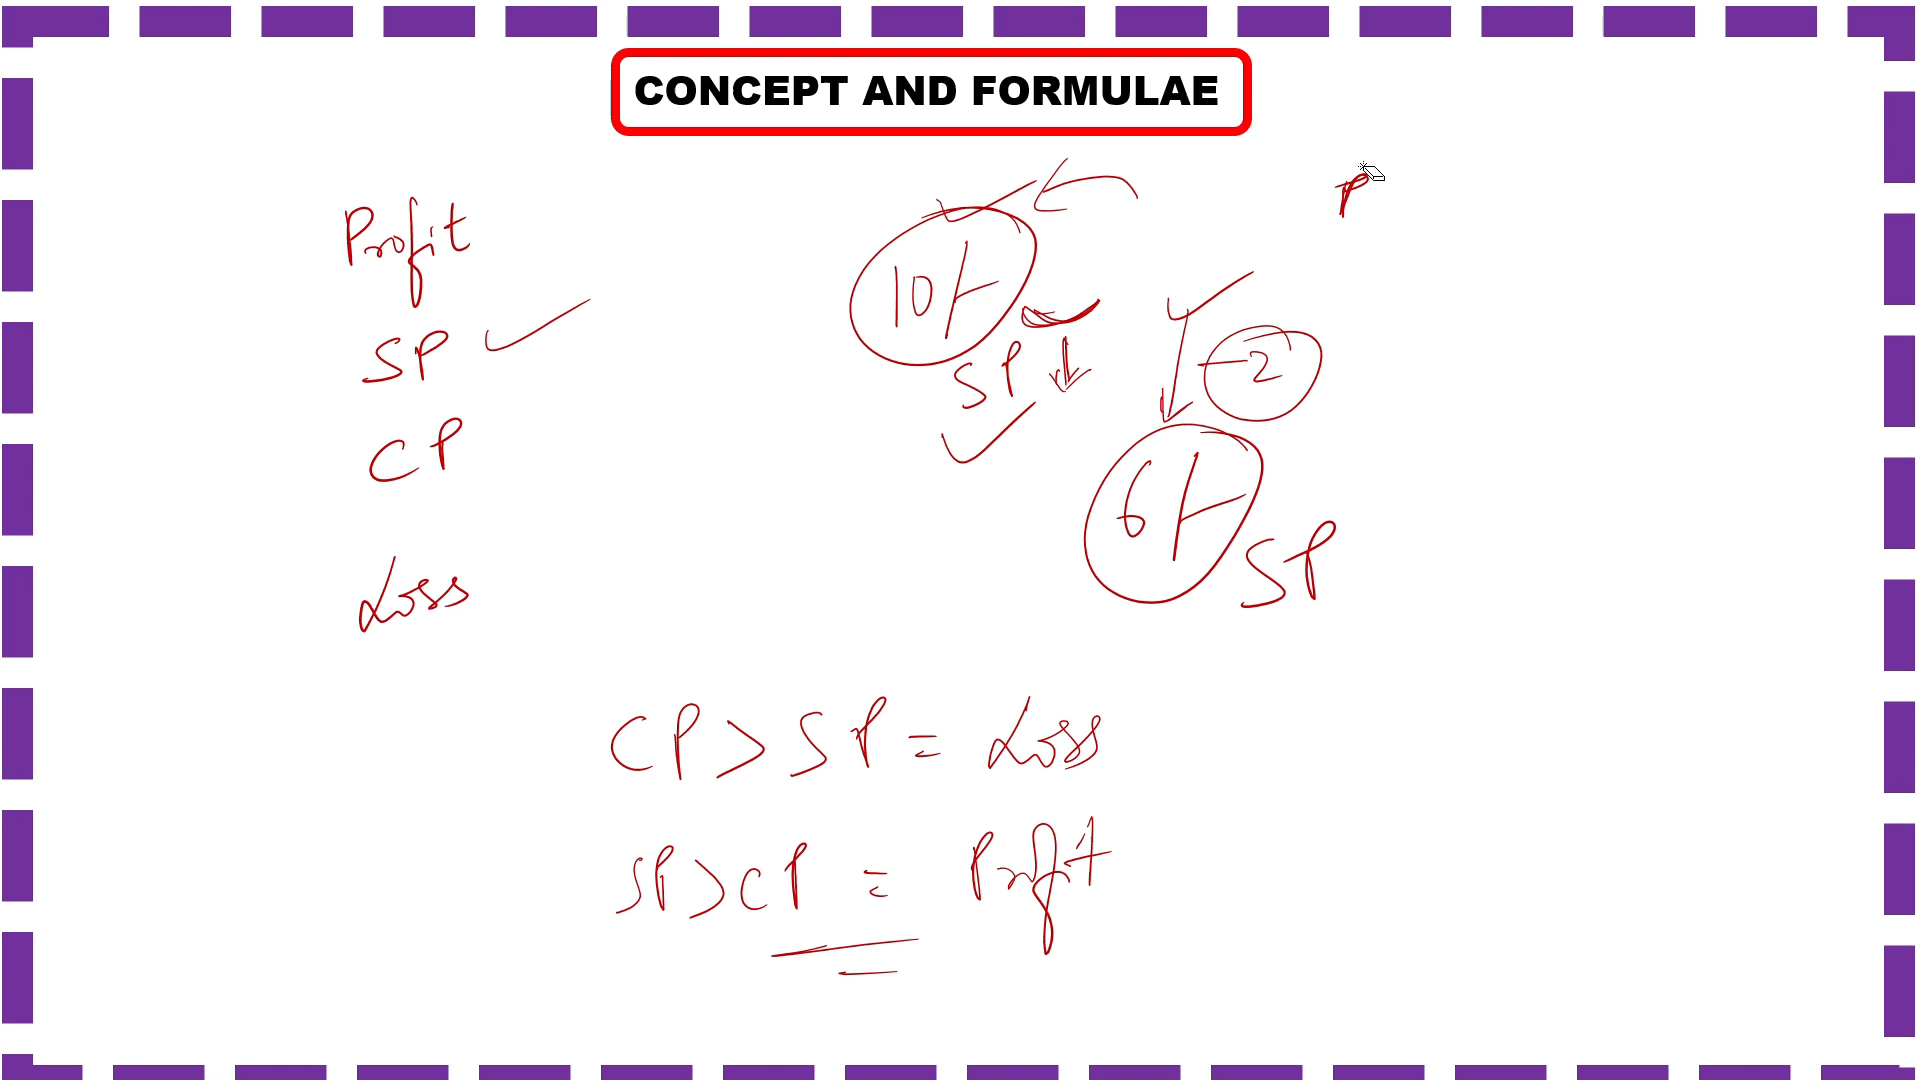 CONCEPT AND FORMULAE
Profit
SP
CP
Loss
10/-
SP
-2
6/-
SP
P
CP > SP = Loss
SP > CP = Profit